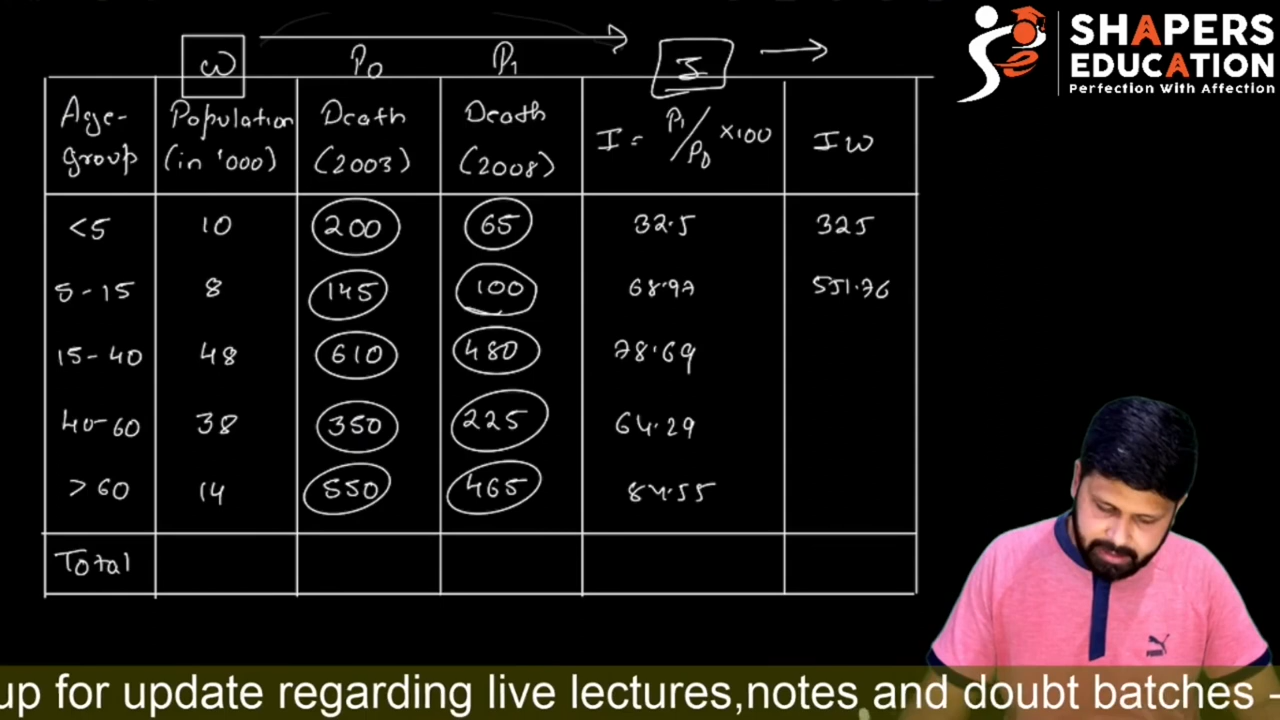 SHAPERS
EDUCATION
Perfection With Affection
ω P0 P1 I
Age-group Population (in '000) Death (2003) Death (2008) I = P1/P0 ×100 Iω
<5 10 200 65 32.5 325
5-15 8 145 100 68.97 551.76
15-40 48 610 480 78.69
40-60 38 350 225 64.29
>60 14 550 465 84.55
Total
PUMA
up for update regarding live lectures,notes and doubt batches -